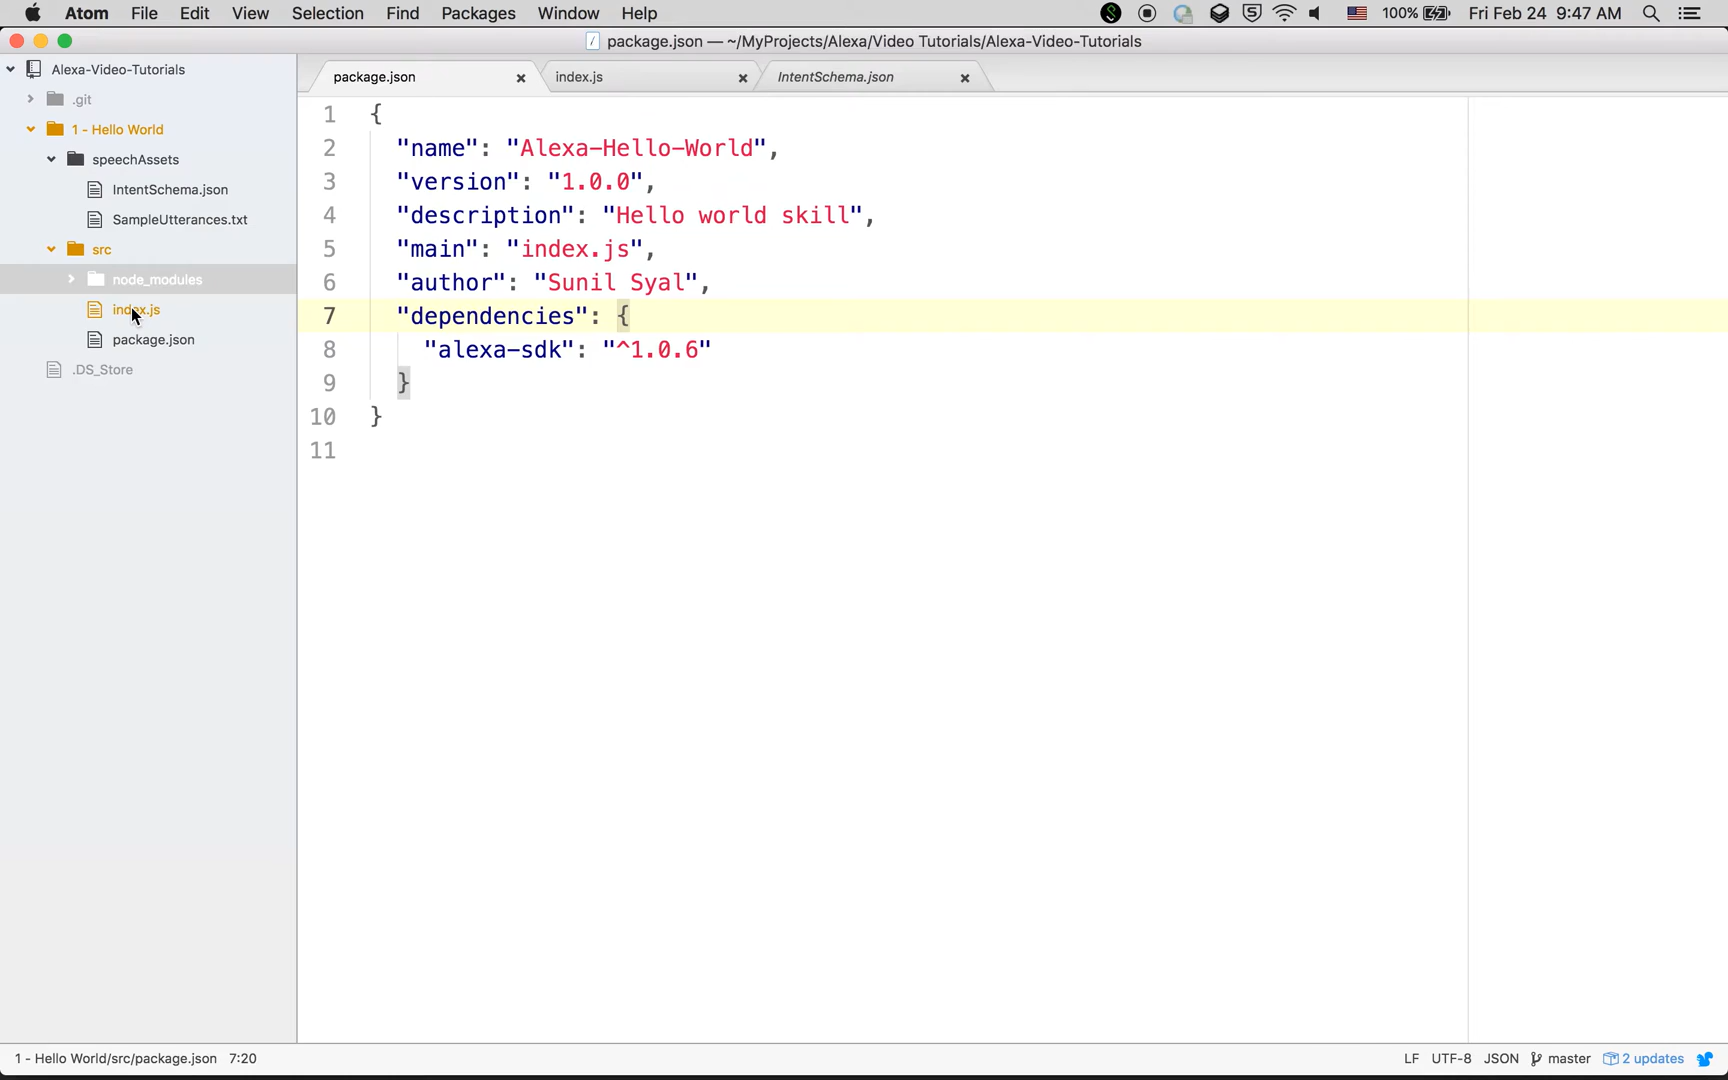 Atom File Edit View Selection Find Packages Window Help 100% Fri Feb 24 9:47 AM
package.json — ~/MyProjects/Alexa/Video Tutorials/Alexa-Video-Tutorials
Alexa-Video-Tutorials
.git
1 - Hello World
speechAssets
IntentSchema.json
SampleUtterances.txt
src
node_modules
index.js
package.json
.DS_Store
package.json index.js IntentSchema.json
1 {
2 "name": "Alexa-Hello-World",
3 "version": "1.0.0",
4 "description": "Hello world skill",
5 "main": "index.js",
6 "author": "Sunil Syal",
7 "dependencies": {
8 "alexa-sdk": "^1.0.6"
9 }
10 }
11
1 - Hello World/src/package.json 7:20 LF UTF-8 JSON master 2 updates